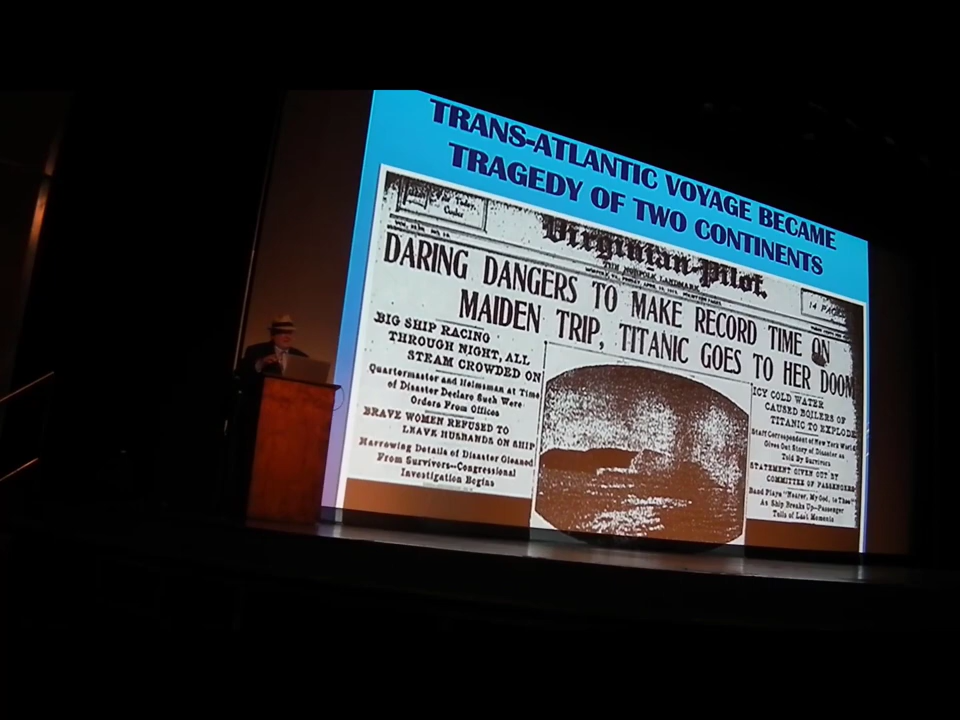 TRANS-ATLANTIC VOYAGE BECAME
TRAGEDY OF TWO CONTINENTS
Virginian-Pilot.
THE NORFOLK LANDMARK
14 PAGES
DARING DANGERS TO MAKE RECORD TIME ON
MAIDEN TRIP, TITANIC GOES TO HER DOOM
BIG SHIP RACING
THROUGH NIGHT, ALL
STEAM CROWDED ON
Quartermaster and Helmsman at Time
of Disaster Declare Such Were
Orders From Offices
BRAVE WOMEN REFUSED TO
LEAVE HUSBANDS ON SHIP
Harrowing Details of Disaster Gleaned
From Survivors—Congressional
Investigation Begins
ICY COLD WATER
CAUSED BOILERS OF
TITANIC TO EXPLODE
Staff Correspondent of New York World
Gives Out Story of Disaster as
Told By Survivors
STATEMENT GIVEN OUT BY
COMMITTEE OF PASSENGERS
Band Plays "Nearer, My God, to Thee"
As Ship Breaks Up—Passenger
Tells of Last Moments